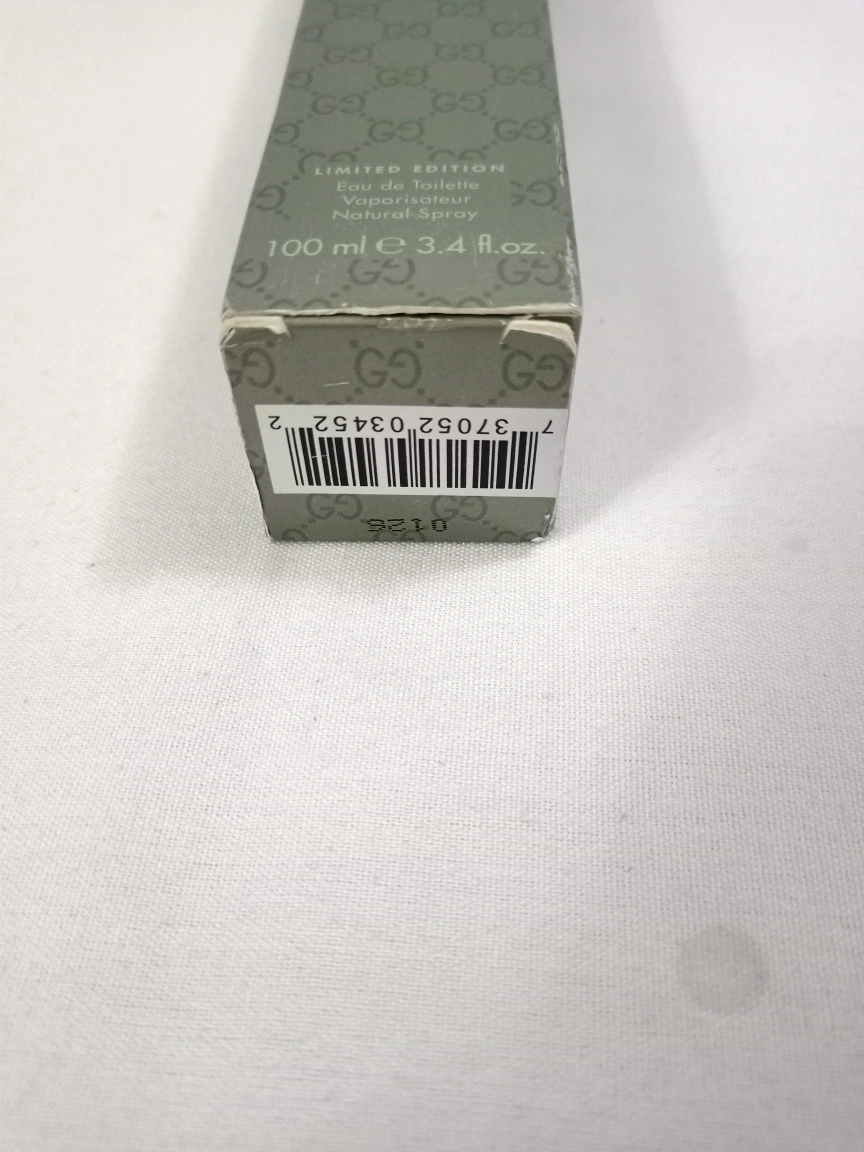 LIMITED EDITION
Eau de Toilette
Vaporisateur
Natural Spray
100 ml ℮ 3.4 fl.oz.
7 37052 03452 2
0126